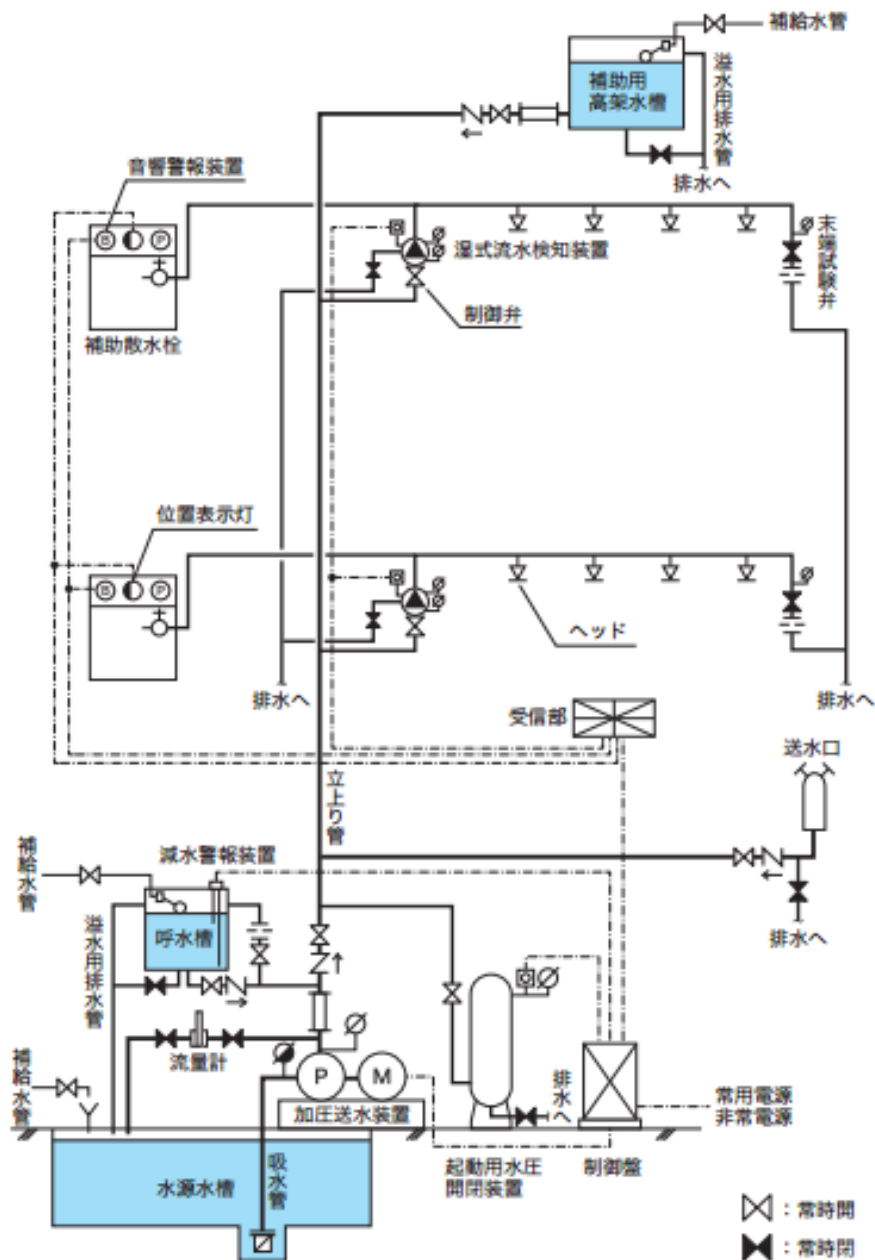 補給水管
補助用
高架水槽
溢水用排水管
排水へ
音響警報装置
B
P
補助散水栓
湿式流水検知装置
制御弁
末端試験弁
位置表示灯
B
P
ヘッド
排水へ
排水へ
受信部
送水口
立上り管
補給水管
減水警報装置
呼水槽
溢水用排水管
排水へ
流量計
補給水管
P
M
加圧送水装置
排水へ
常用電源
非常電源
水源水槽
吸水管
起動用水圧
開閉装置
制御盤
：常時開
：常時閉